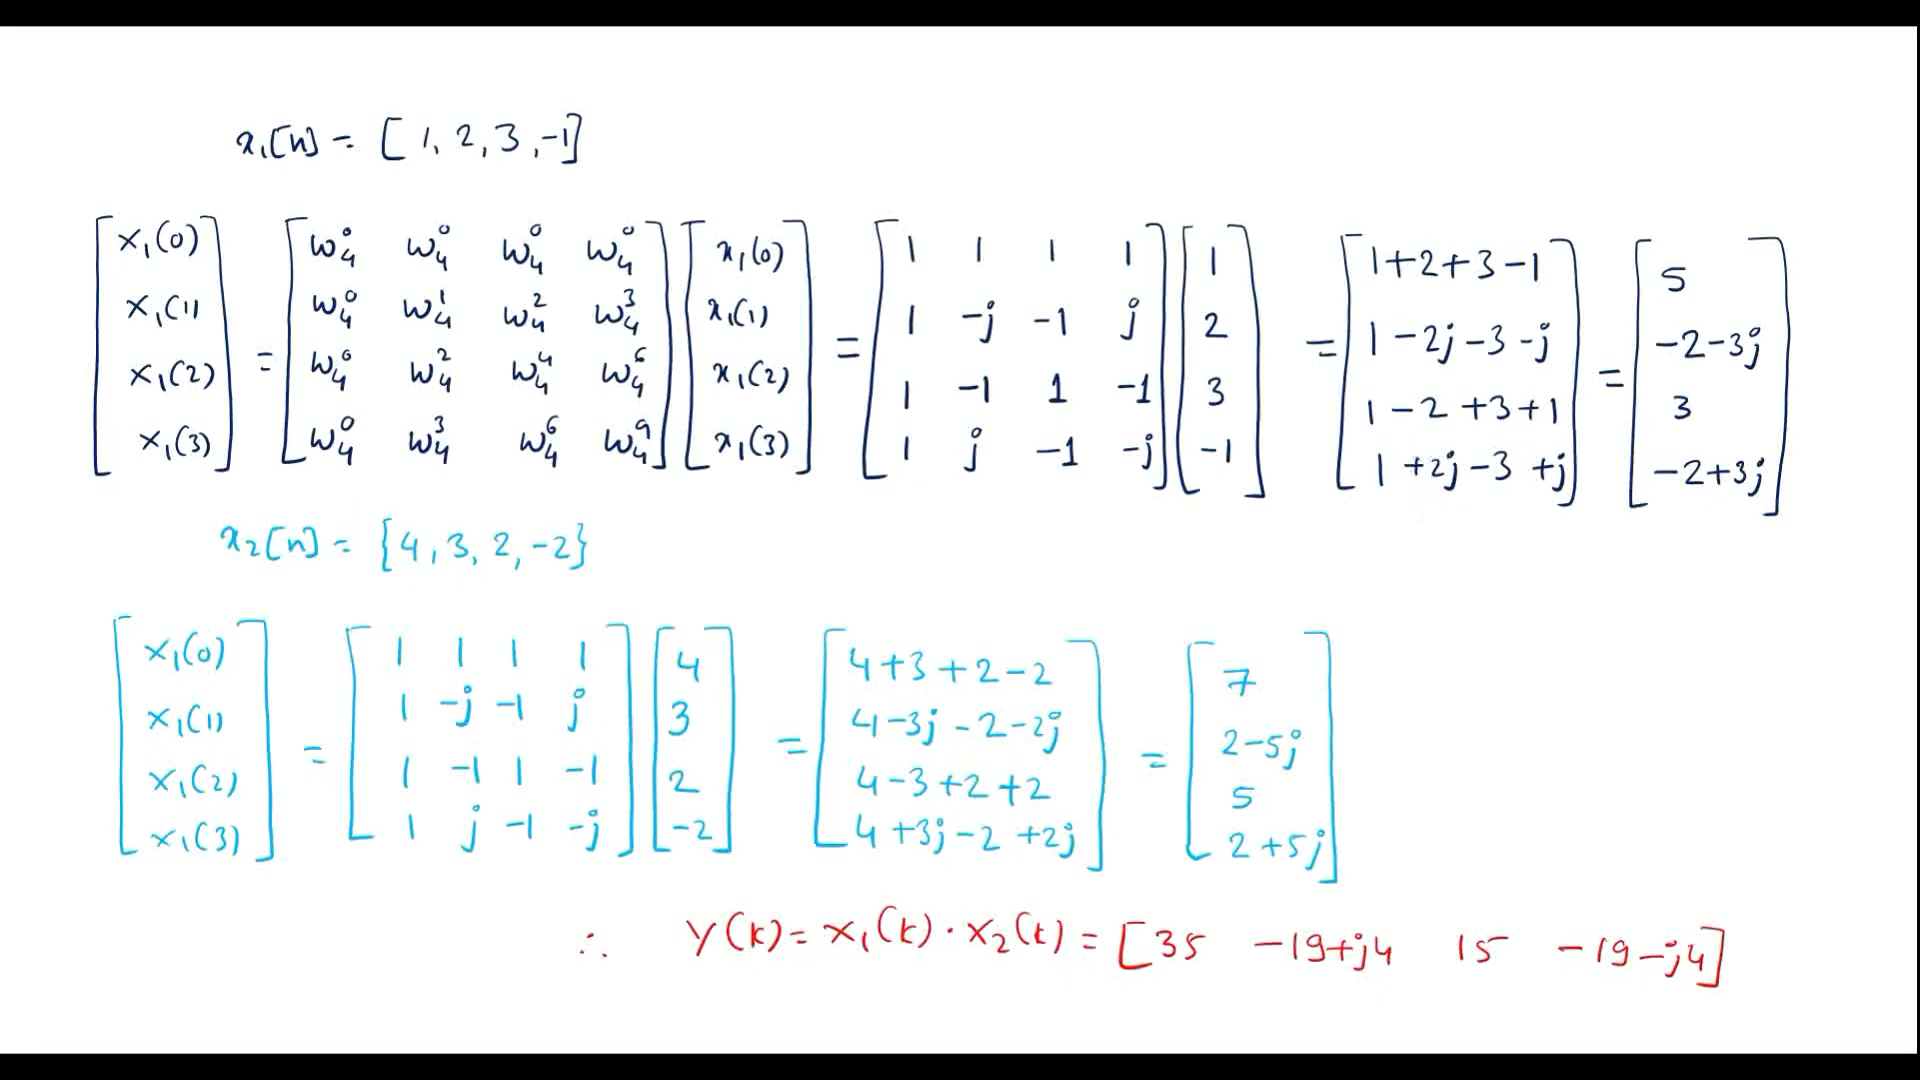 x₁[n] = [ 1, 2, 3, -1]
[X₁(0) X₁(1) X₁(2) X₁(3)] = [W₄⁰ W₄⁰ W₄⁰ W₄⁰ W₄⁰ W₄¹ W₄² W₄³ W₄⁰ W₄² W₄⁴ W₄⁶ W₄⁰ W₄³ W₄⁶ W₄⁹] [x₁(0) x₁(1) x₁(2) x₁(3)] = [1 1 1 1 1 -j -1 j 1 -1 1 -1 1 j -1 -j] [1 2 3 -1] = [1+2+3-1 1-2j-3-j 1-2+3+1 1+2j-3+j] = [5 -2-3j 3 -2+3j]
x₂[n] = {4, 3, 2, -2}
[X₁(0) X₁(1) X₁(2) X₁(3)] = [1 1 1 1 1 -j -1 j 1 -1 1 -1 1 j -1 -j] [4 3 2 -2] = [4+3+2-2 4-3j-2-2j 4-3+2+2 4+3j-2+2j] = [7 2-5j 5 2+5j]
∴ Y(k) = X₁(k) · X₂(k) = [35 -19+j4 15 -19-j4]